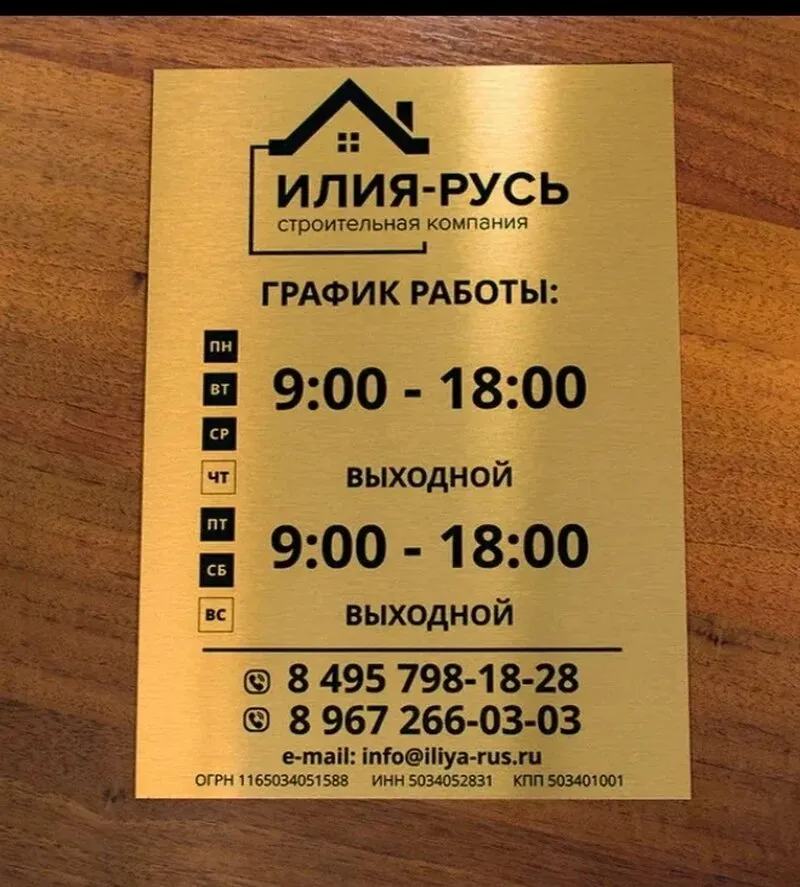 ИЛИЯ-РУСЬ
строительная компания
ГРАФИК РАБОТЫ:
ПН
ВТ 9:00 - 18:00
СР
ЧТ ВЫХОДНОЙ
ПТ
9:00 - 18:00
СБ
ВС ВЫХОДНОЙ
8 495 798-18-28
8 967 266-03-03
e-mail: info@iliya-rus.ru
ОГРН 1165034051588 ИНН 5034052831 КПП 503401001